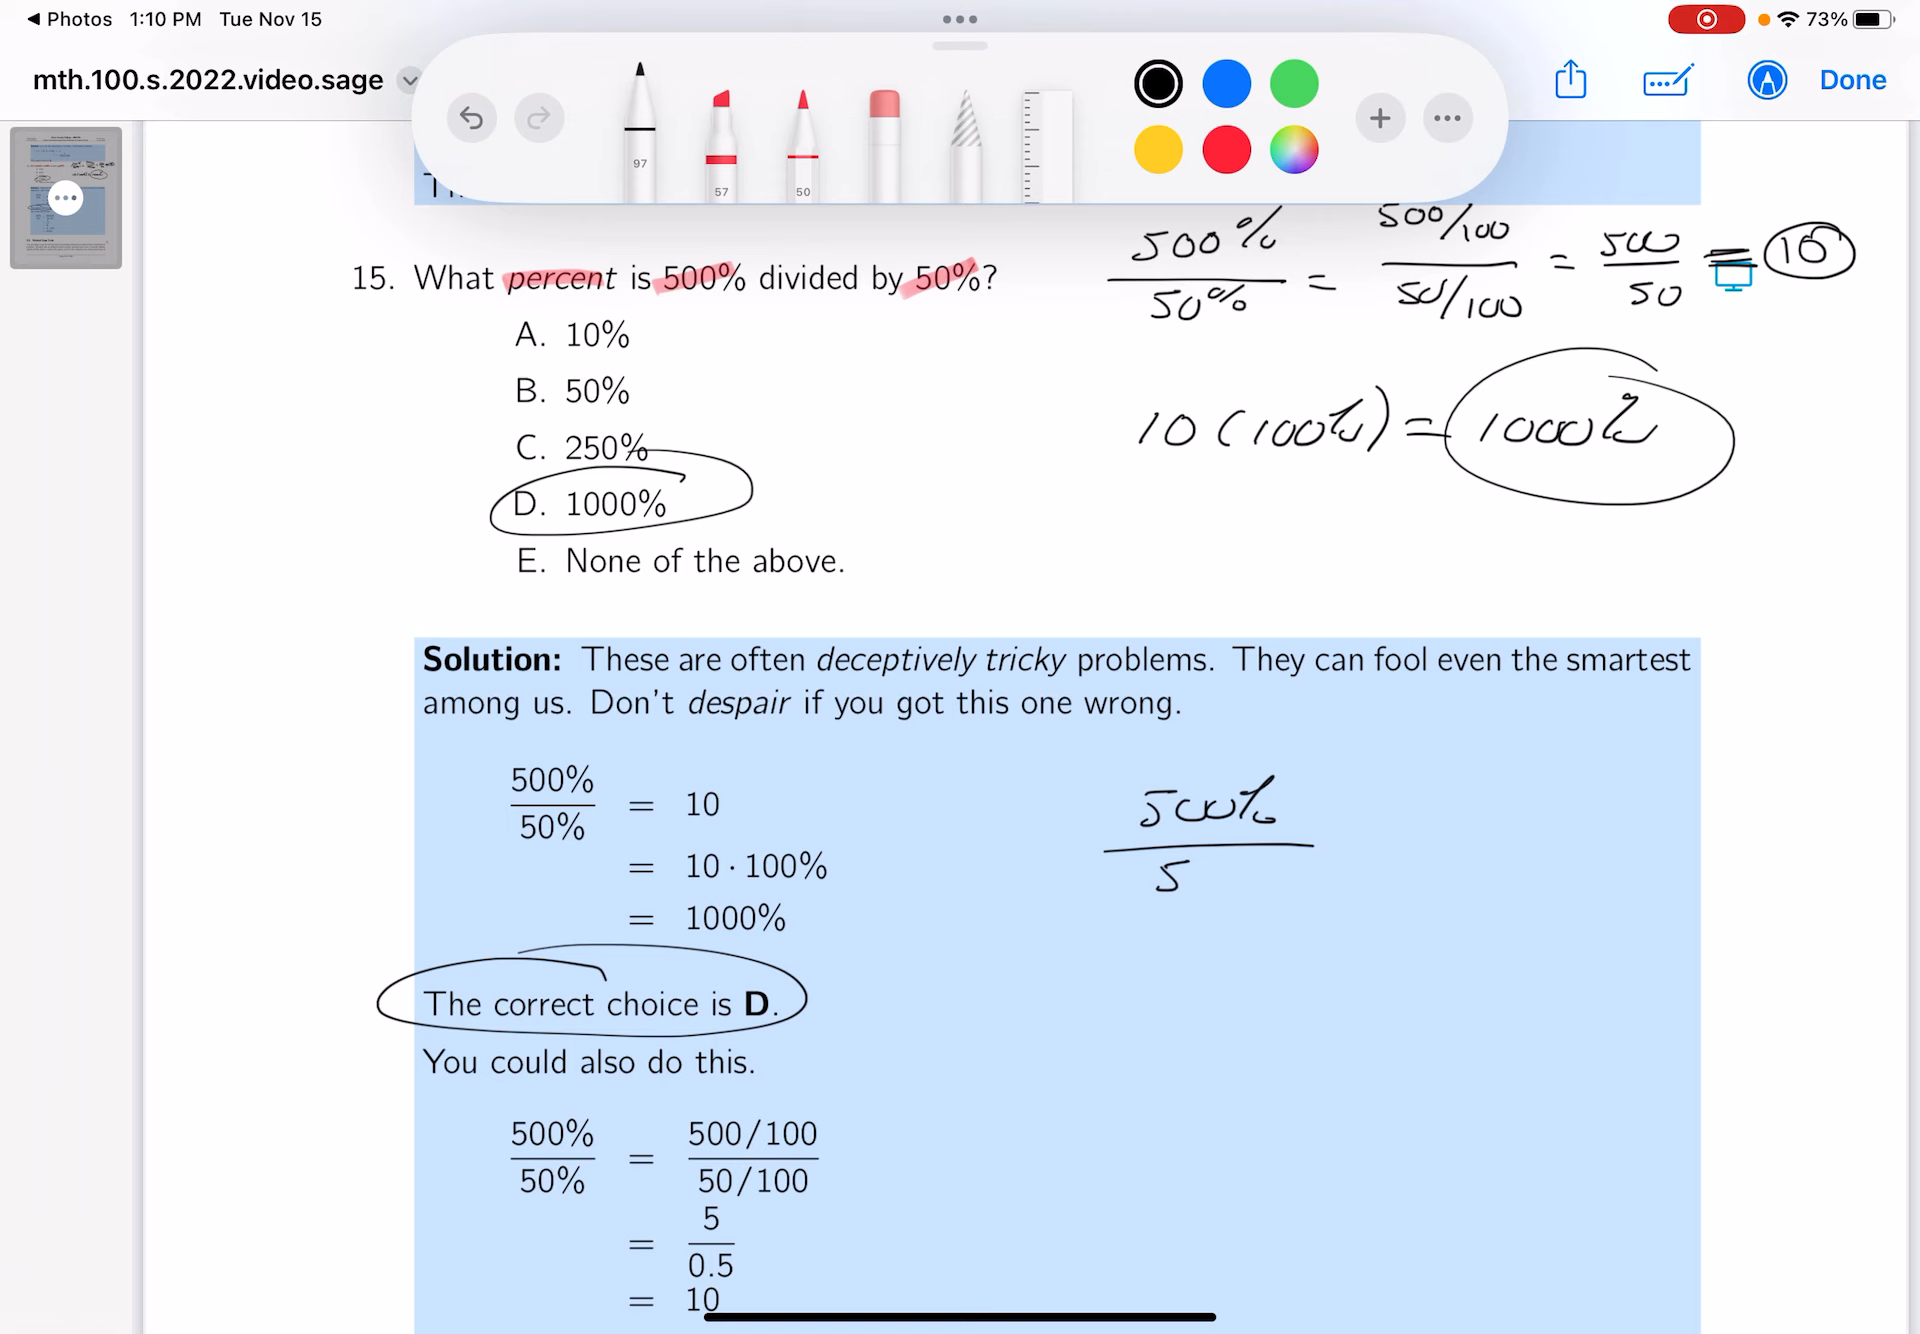 Photos 1:10 PM Tue Nov 15
73%
mth.100.s.2022.video.sage
Done
97
57
50
500% / 50% = 500/100 / 50/100 = 500 / 50 = 10
15. What percent is 500% divided by 50%?
A. 10%
B. 50%
10 (100%) = 1000%
C. 250%
D. 1000%
E. None of the above.
Solution: These are often deceptively tricky problems. They can fool even the smartest
among us. Don't despair if you got this one wrong.
500% / 50% = 10
500% / 5
= 10 · 100%
= 1000%
The correct choice is D.
You could also do this.
500% / 50% = 500/100 / 50/100
= 5 / 0.5
= 10